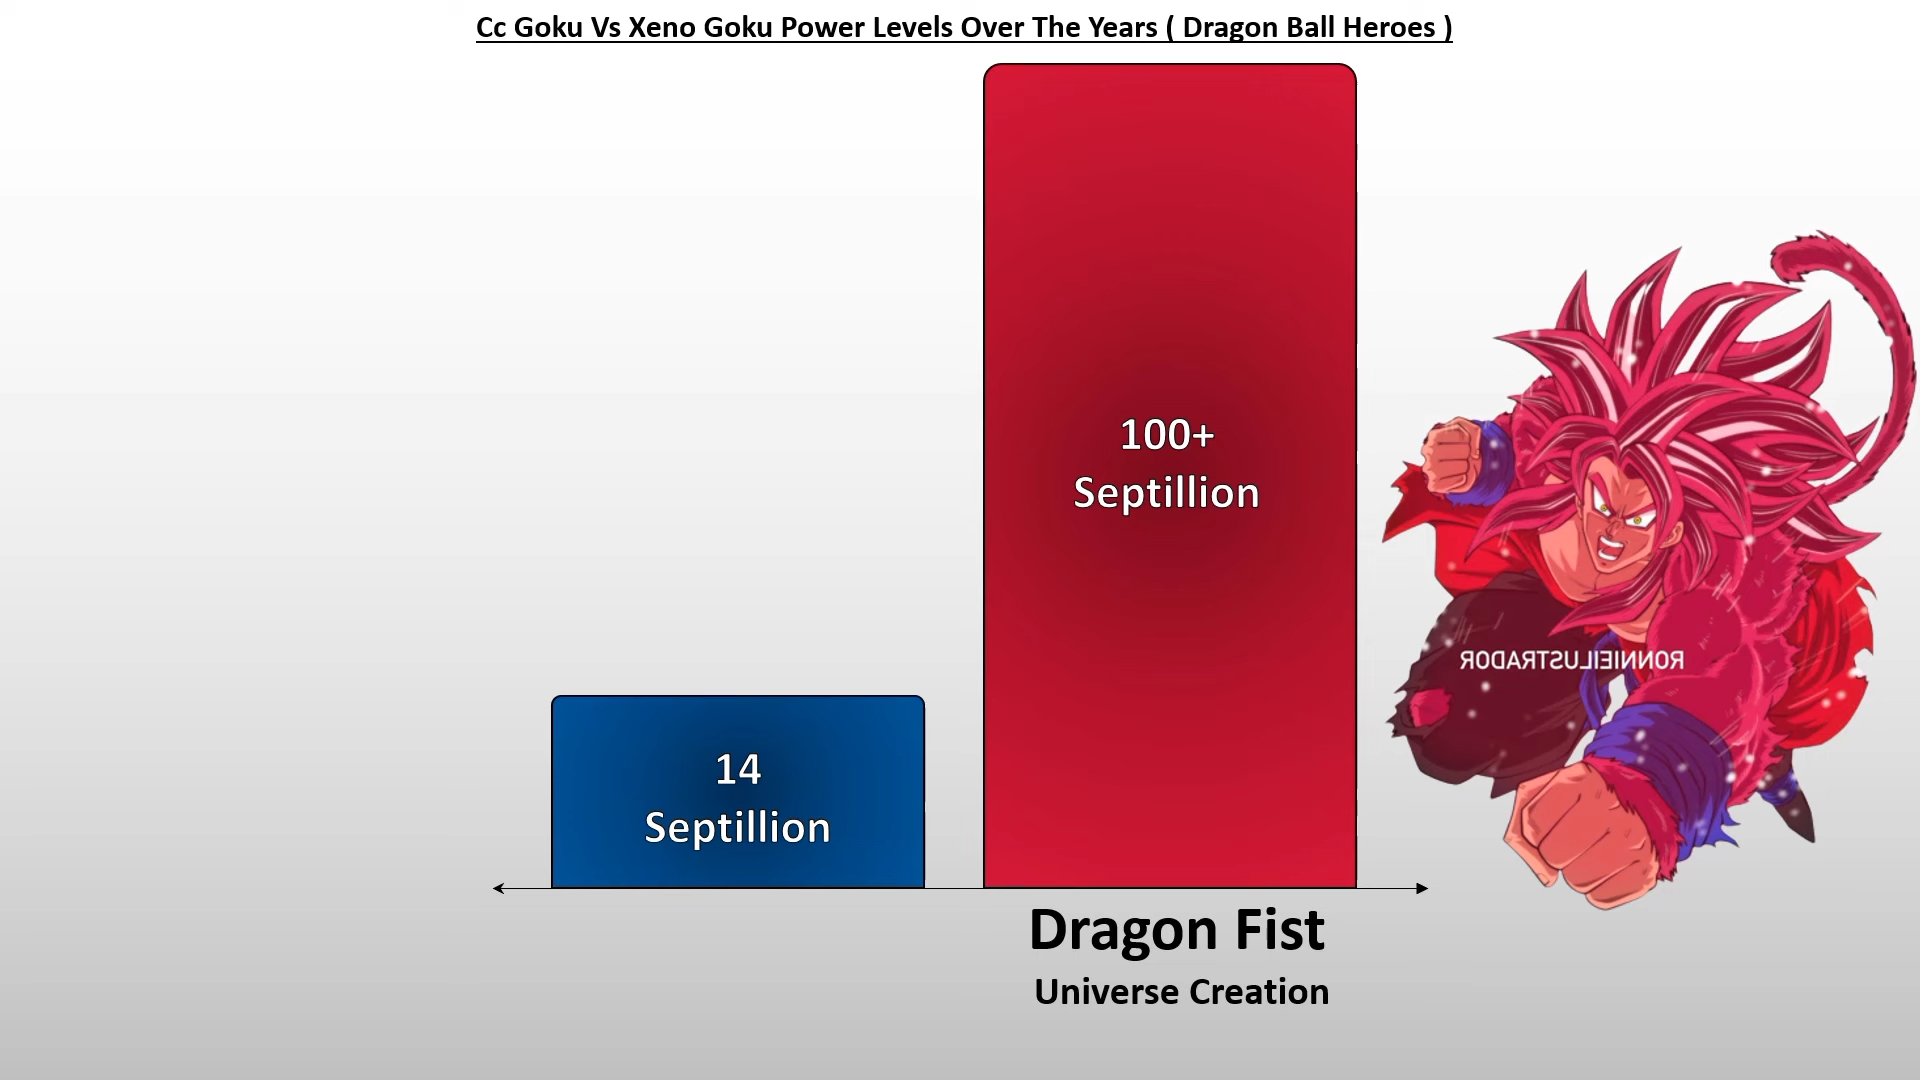 Cc Goku Vs Xeno Goku Power Levels Over The Years ( Dragon Ball Heroes )
100+
Septillion
RONNIEILUSTRADOR
14
Septillion
Dragon Fist
Universe Creation